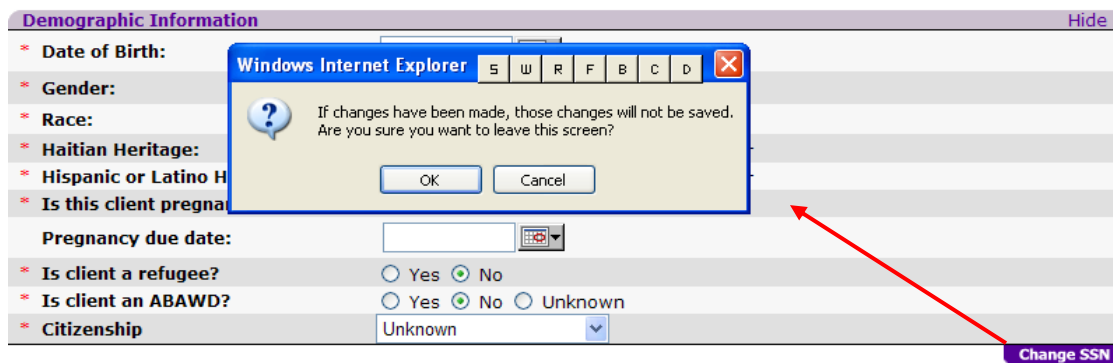 Demographic Information Hide
* Date of Birth:
Windows Internet Explorer S W R F B C D
* Gender:
If changes have been made, those changes will not be saved.
Are you sure you want to leave this screen?
* Race:
* Haitian Heritage:
OK Cancel
* Hispanic or Latino H
* Is this client pregna
Pregnancy due date:
* Is client a refugee? Yes No
* Is client an ABAWD? Yes No Unknown
* Citizenship Unknown
Change SSN